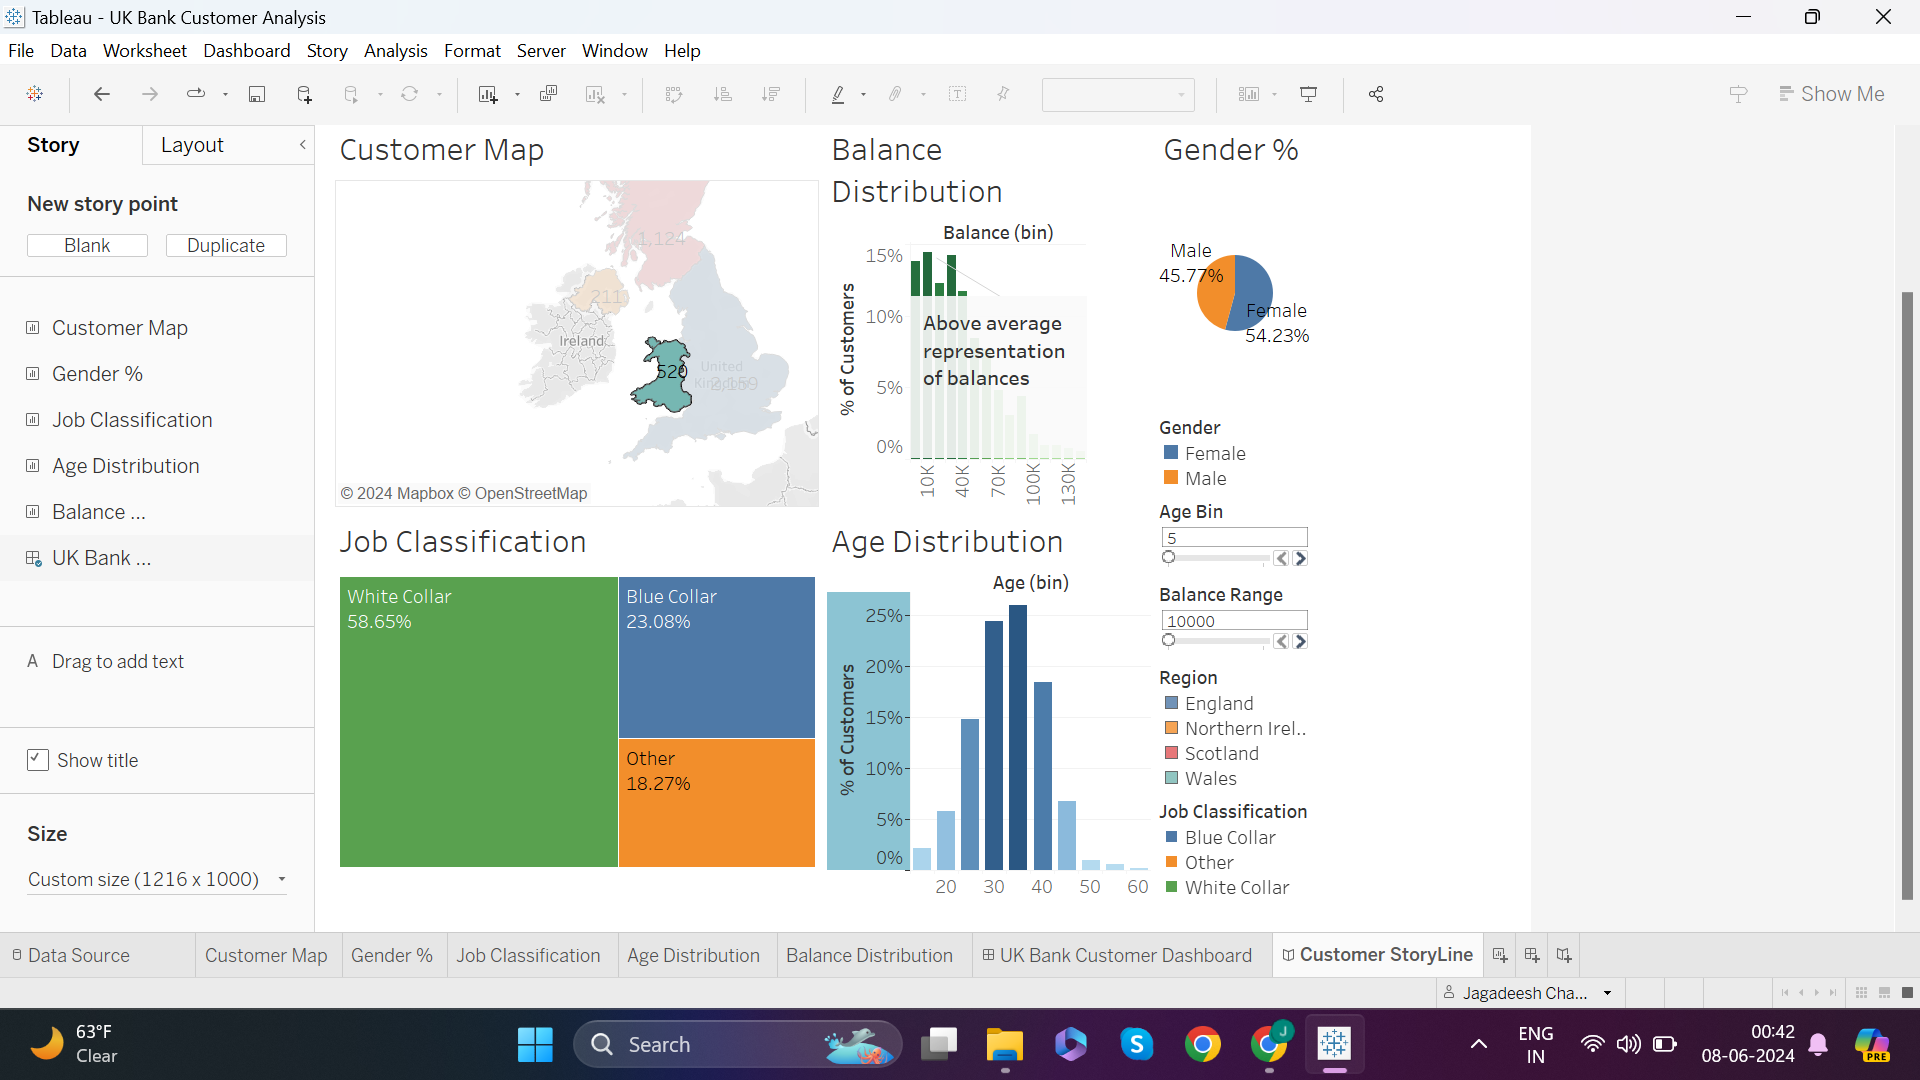 Tableau - UK Bank Customer Analysis
File Data Worksheet Dashboard Story Analysis Format Server Window Help
Show Me
Story
Layout
New story point
Blank
Duplicate
Customer Map
Gender %
Job Classification
Age Distribution
Balance ...
UK Bank ...
A Drag to add text
Show title
Size
Custom size (1216 x 1000)
Customer Map
1,124
211
Ireland
520
United
2,159
© 2024 Mapbox © OpenStreetMap
Balance
Distribution
Balance (bin)
% of Customers
15%
10%
5%
0%
Above average
representation
of balances
10K
40K
70K
100K
130K
Gender %
Male
45.77%
Female
54.23%
Gender
Female
Male
Age Bin
5
Balance Range
10000
Region
England
Northern Irel..
Scotland
Wales
Job Classification
Blue Collar
Other
White Collar
Job Classification
White Collar
58.65%
Blue Collar
23.08%
Other
18.27%
Age Distribution
Age (bin)
% of Customers
25%
20%
15%
10%
5%
0%
20 30 40 50 60
Data Source
Customer Map
Gender %
Job Classification
Age Distribution
Balance Distribution
UK Bank Customer Dashboard
Customer StoryLine
Jagadeesh Cha...
63°F
Clear
Search
J
S
ENG
IN
00:42
08-06-2024
PRE